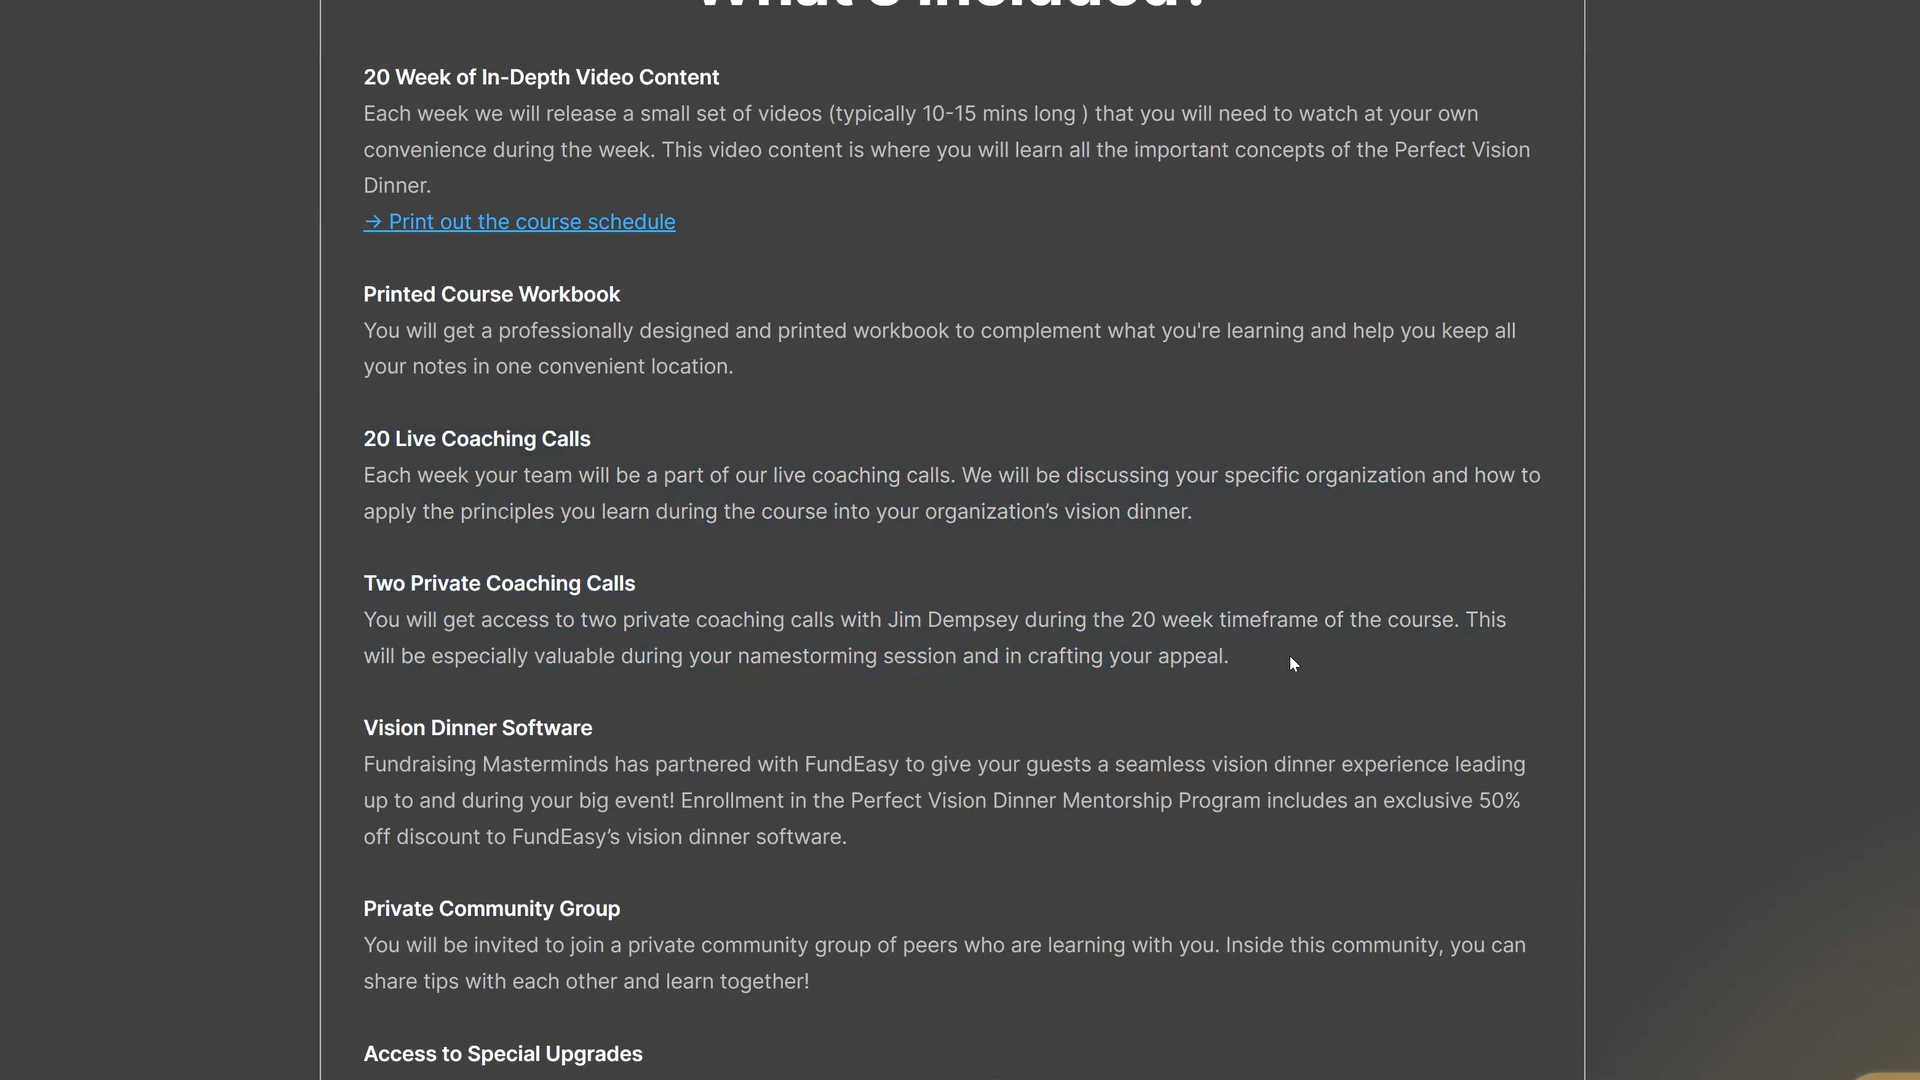 What's included?
20 Week of In-Depth Video Content
Each week we will release a small set of videos (typically 10-15 mins long ) that you will need to watch at your own
convenience during the week. This video content is where you will learn all the important concepts of the Perfect Vision
Dinner.
→ Print out the course schedule
Printed Course Workbook
You will get a professionally designed and printed workbook to complement what you're learning and help you keep all
your notes in one convenient location.
20 Live Coaching Calls
Each week your team will be a part of our live coaching calls. We will be discussing your specific organization and how to
apply the principles you learn during the course into your organization’s vision dinner.
Two Private Coaching Calls
You will get access to two private coaching calls with Jim Dempsey during the 20 week timeframe of the course. This
will be especially valuable during your namestorming session and in crafting your appeal.
Vision Dinner Software
Fundraising Masterminds has partnered with FundEasy to give your guests a seamless vision dinner experience leading
up to and during your big event! Enrollment in the Perfect Vision Dinner Mentorship Program includes an exclusive 50%
off discount to FundEasy’s vision dinner software.
Private Community Group
You will be invited to join a private community group of peers who are learning with you. Inside this community, you can
share tips with each other and learn together!
Access to Special Upgrades